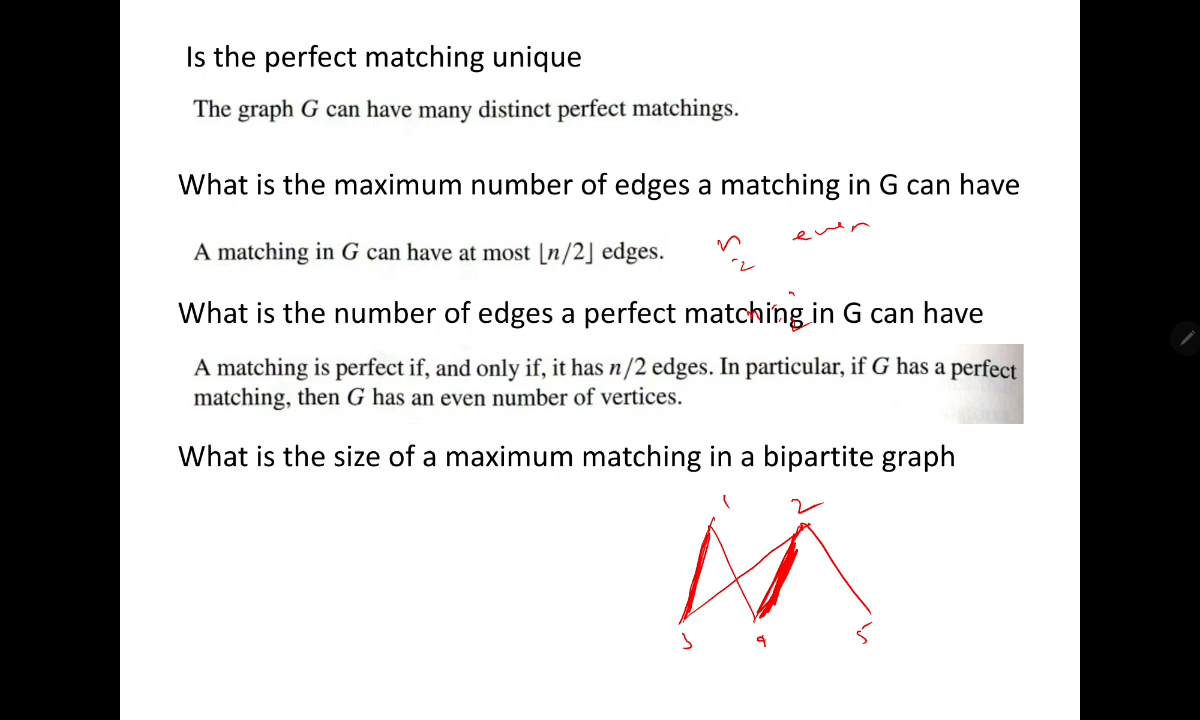 Is the perfect matching unique
The graph G can have many distinct perfect matchings.
What is the maximum number of edges a matching in G can have
n/2 even
A matching in G can have at most ⌊n/2⌋ edges.
What is the number of edges a perfect matching in G can have
A matching is perfect if, and only if, it has n/2 edges. In particular, if G has a perfect
matching, then G has an even number of vertices.
What is the size of a maximum matching in a bipartite graph
1 2
3 4 5